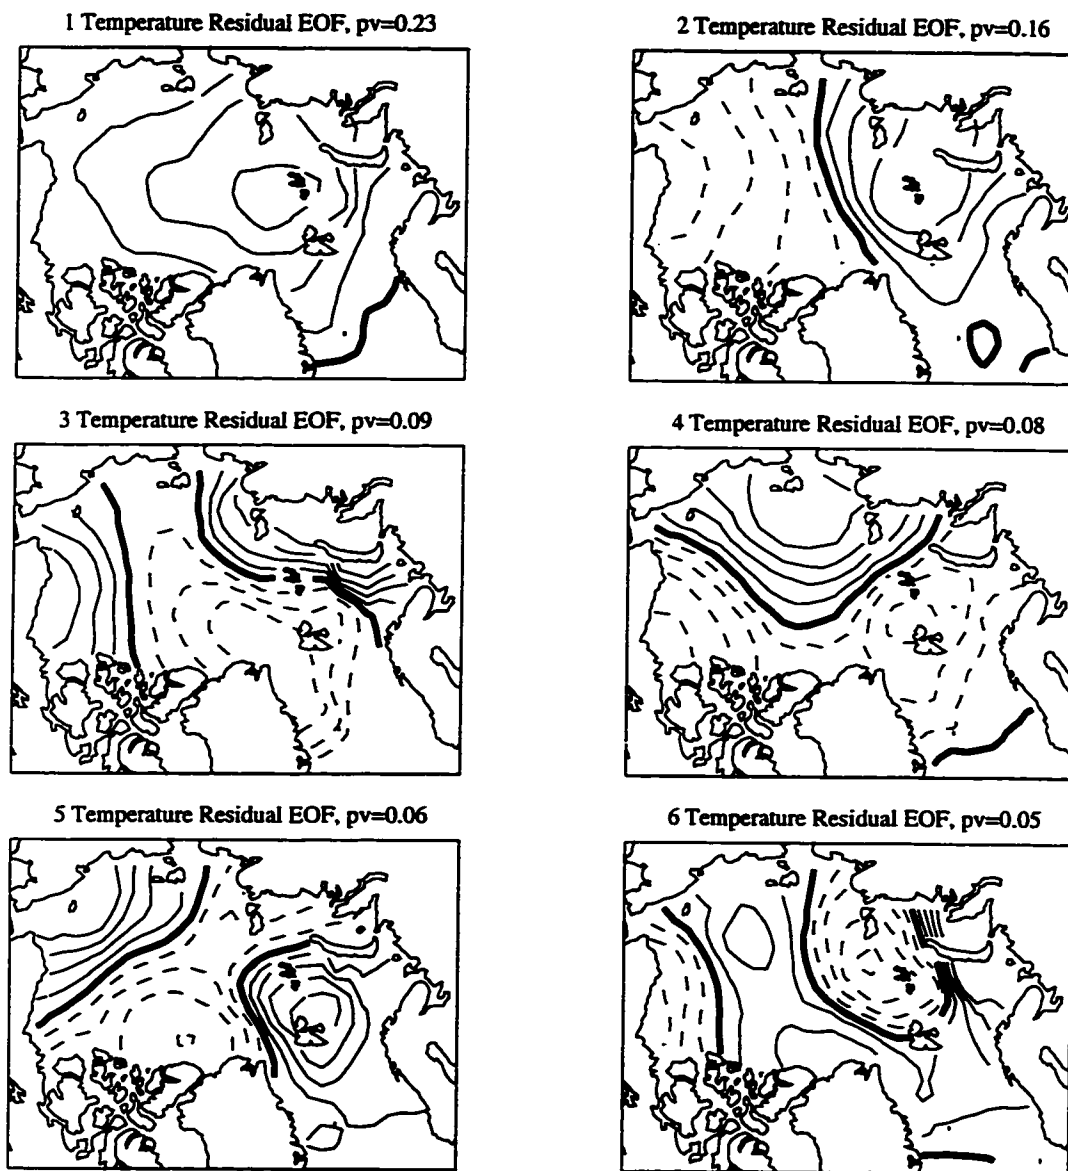 1 Temperature Residual EOF, pv=0.23
2 Temperature Residual EOF, pv=0.16
3 Temperature Residual EOF, pv=0.09
4 Temperature Residual EOF, pv=0.08
5 Temperature Residual EOF, pv=0.06
6 Temperature Residual EOF, pv=0.05